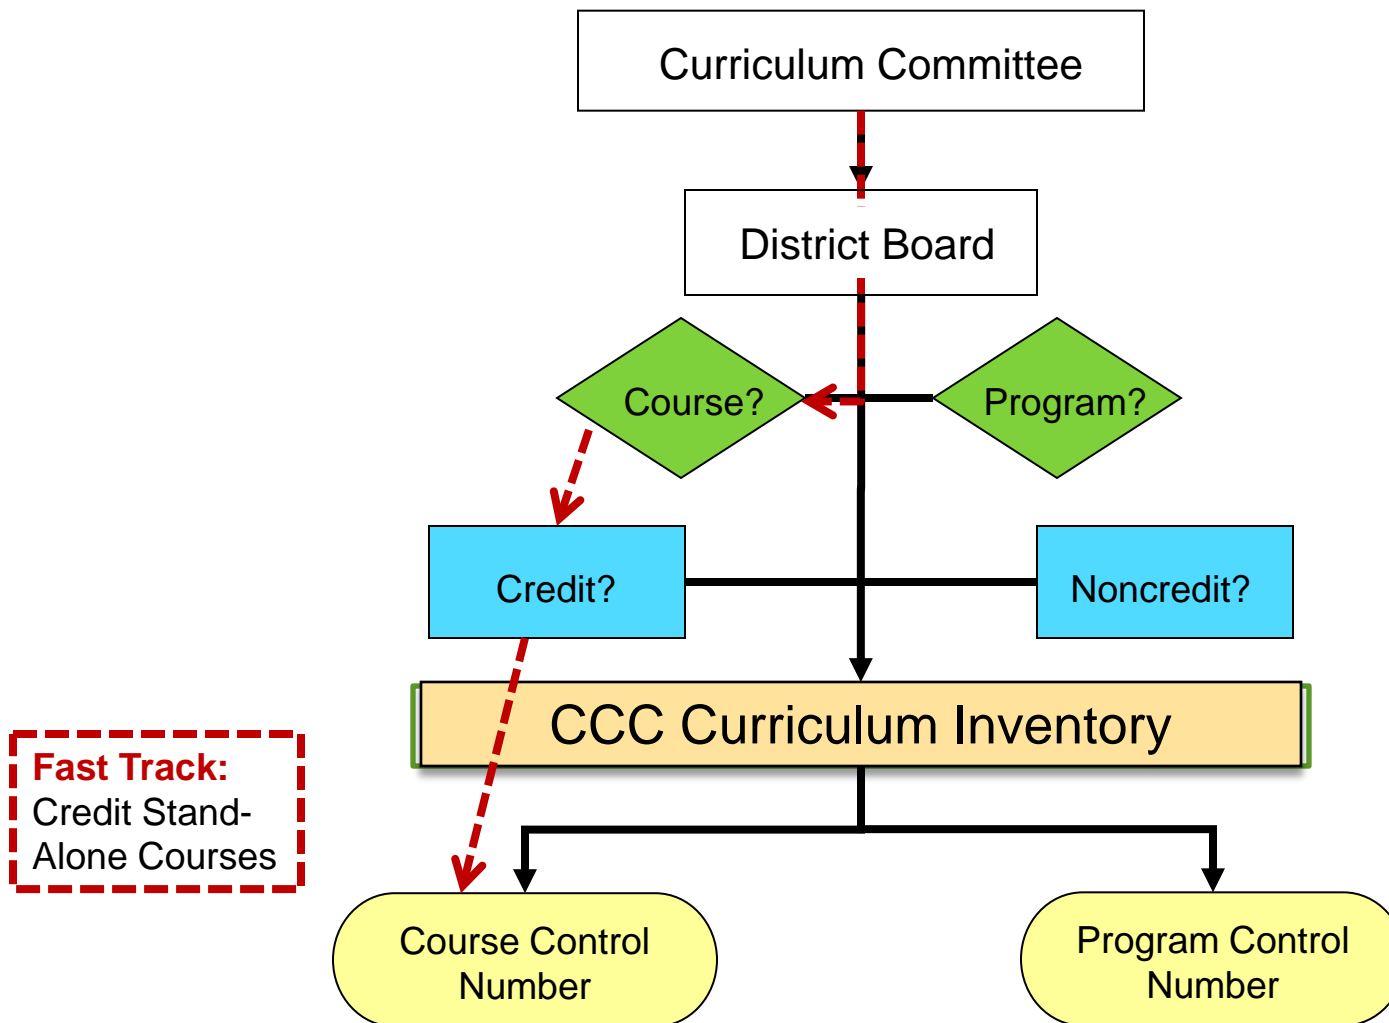 Curriculum Committee
District Board
Course?
Program?
Credit?
Noncredit?
CCC Curriculum Inventory
Fast Track:
Credit Stand-
Alone Courses
Course Control
Number
Program Control
Number